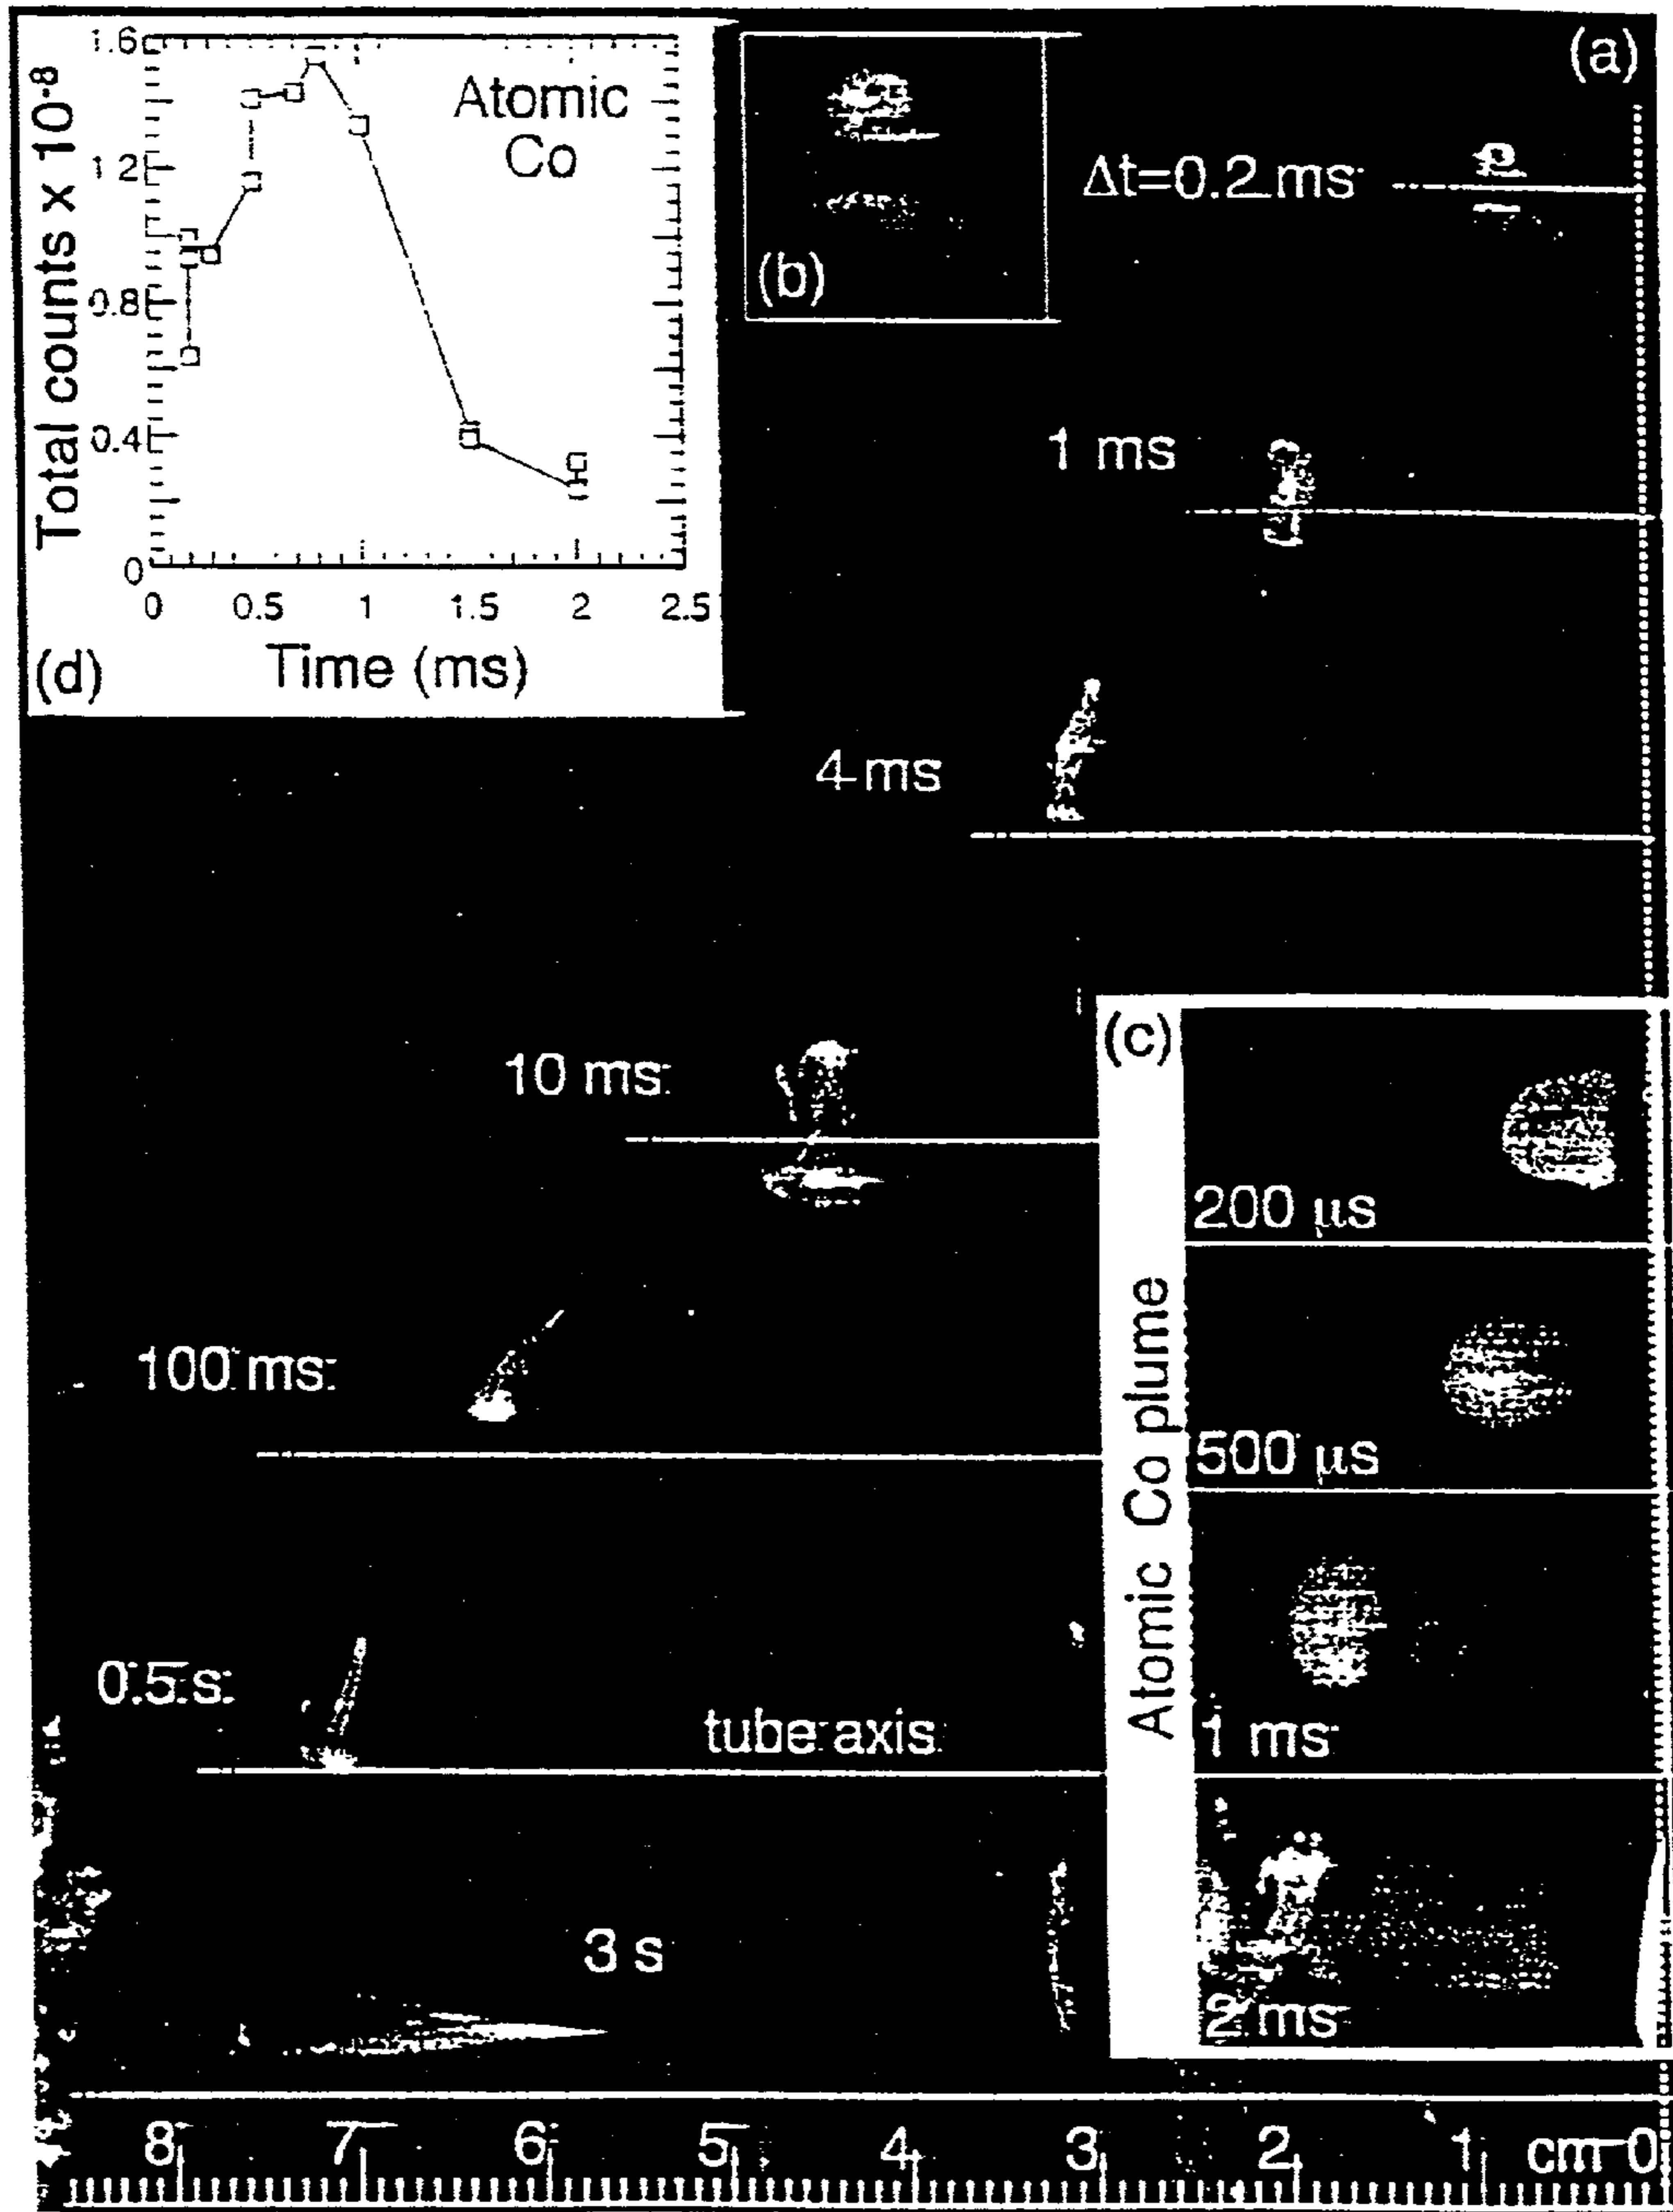 (a)
Δt=0.2 ms
1 ms
4 ms
10 ms
100 ms
0.5 s
tube axis
3 s
8 7 6 5 4 3 2 1 cm 0
(b)
(c)
Atomic Co plume
200 μs
500 μs
1 ms
2 ms
(d)
Total counts x 10⁻⁸
1.6
1.2
0.8
0.4
0
Atomic
Co
0 0.5 1 1.5 2 2.5
Time (ms)